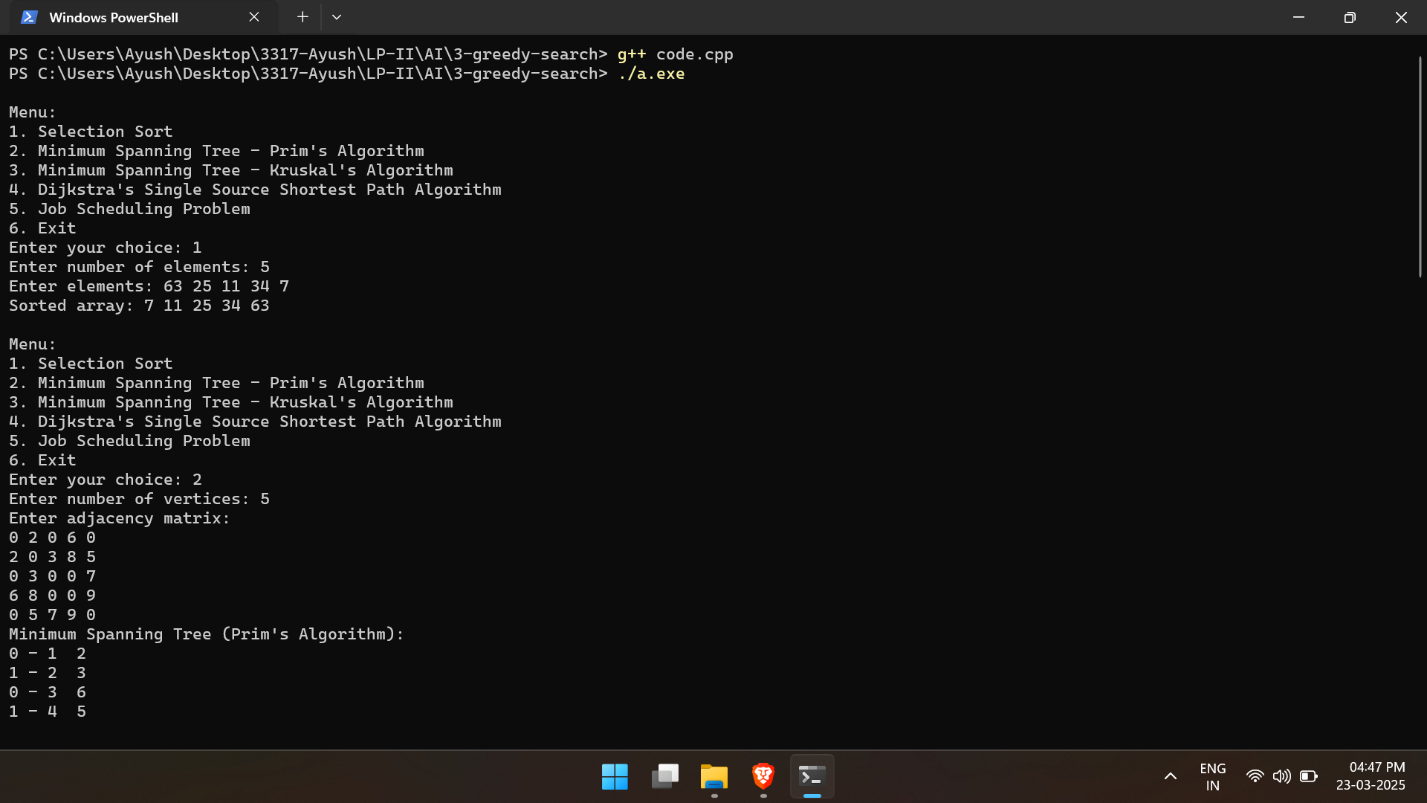 Windows PowerShell
PS C:\Users\Ayush\Desktop\3317-Ayush\LP-II\AI\3-greedy-search> g++ code.cpp
PS C:\Users\Ayush\Desktop\3317-Ayush\LP-II\AI\3-greedy-search> ./a.exe
Menu:
1. Selection Sort
2. Minimum Spanning Tree - Prim's Algorithm
3. Minimum Spanning Tree - Kruskal's Algorithm
4. Dijkstra's Single Source Shortest Path Algorithm
5. Job Scheduling Problem
6. Exit
Enter your choice: 1
Enter number of elements: 5
Enter elements: 63 25 11 34 7
Sorted array: 7 11 25 34 63
Menu:
1. Selection Sort
2. Minimum Spanning Tree - Prim's Algorithm
3. Minimum Spanning Tree - Kruskal's Algorithm
4. Dijkstra's Single Source Shortest Path Algorithm
5. Job Scheduling Problem
6. Exit
Enter your choice: 2
Enter number of vertices: 5
Enter adjacency matrix:
0 2 0 6 0
2 0 3 8 5
0 3 0 0 7
6 8 0 0 9
0 5 7 9 0
Minimum Spanning Tree (Prim's Algorithm):
0 - 1  2
1 - 2  3
0 - 3  6
1 - 4  5
ENG
IN
04:47 PM
23-03-2025